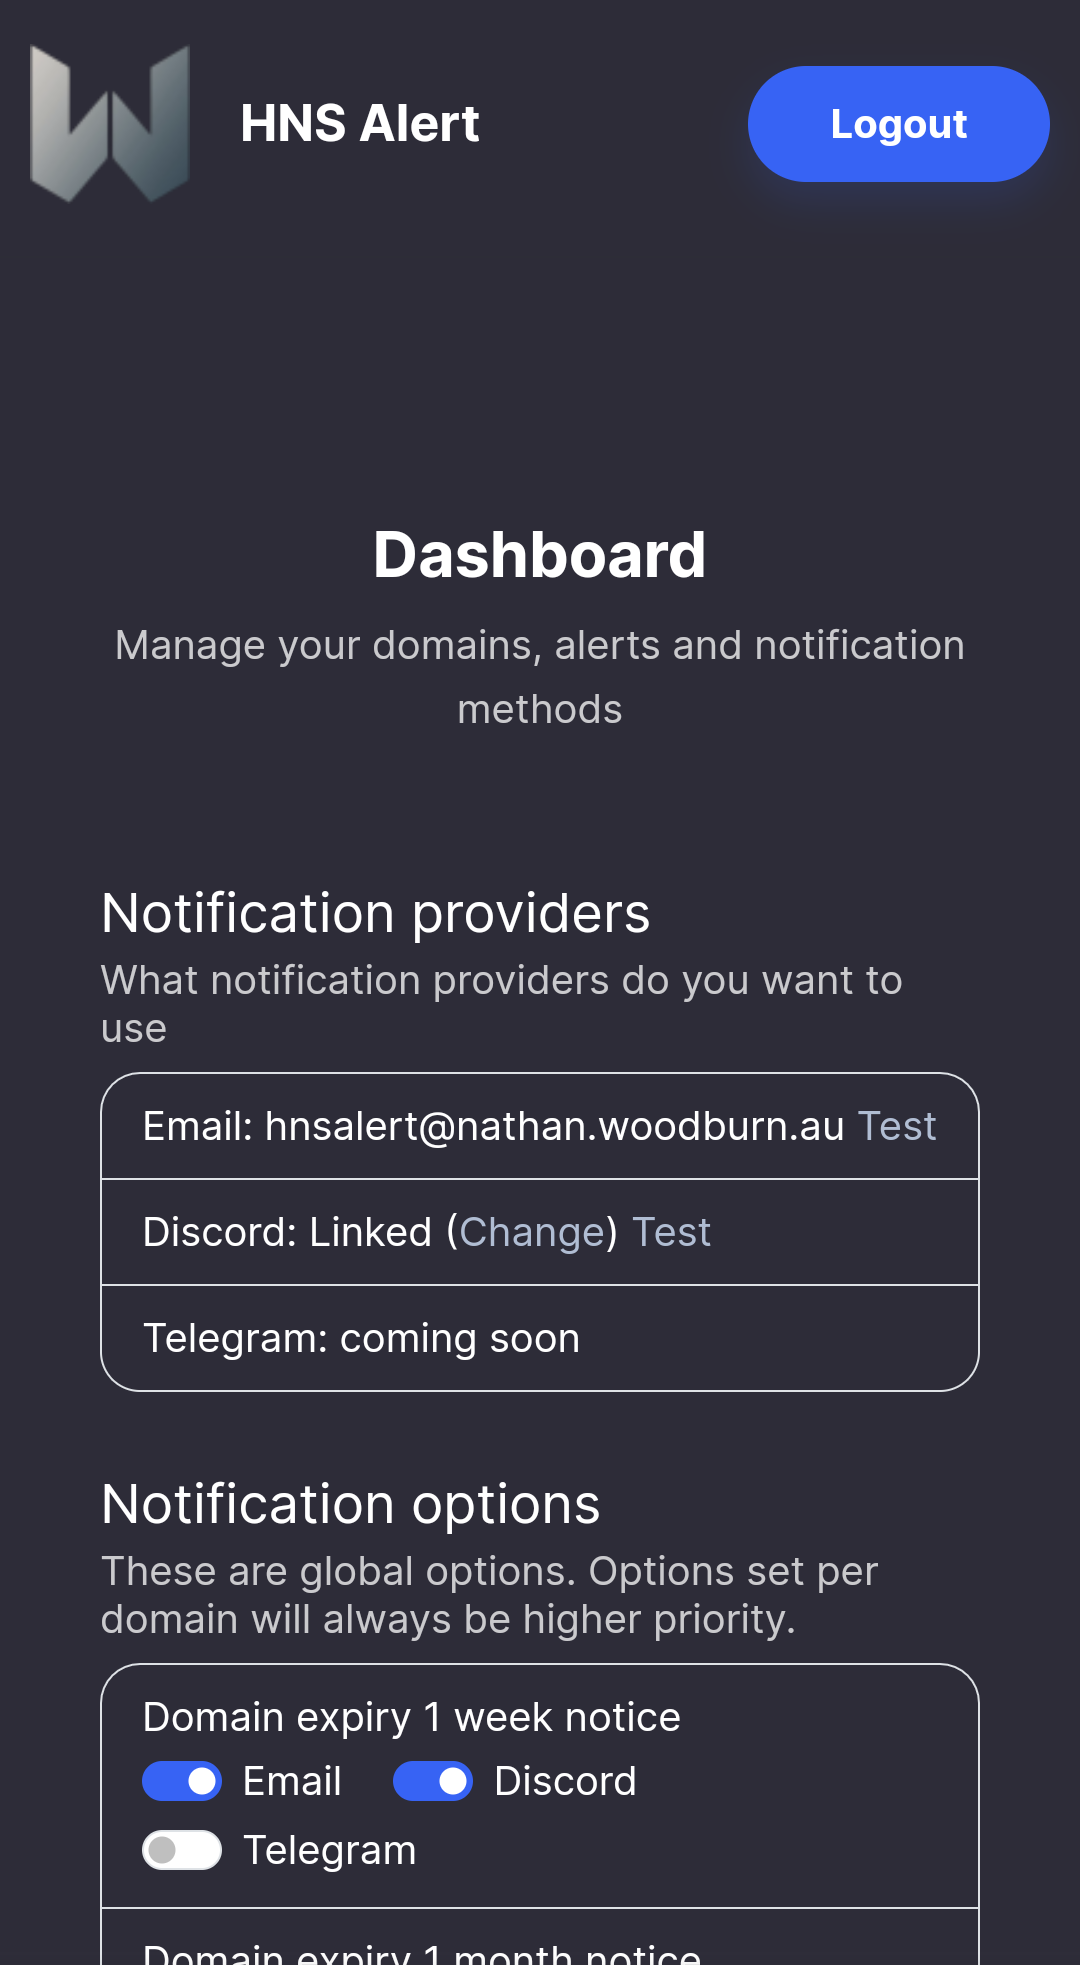 HNS Alert
Logout
Dashboard
Manage your domains, alerts and notification
methods
Notification providers
What notification providers do you want to
use
Email: hnsalert@nathan.woodburn.au Test
Discord: Linked (Change) Test
Telegram: coming soon
Notification options
These are global options. Options set per
domain will always be higher priority.
Domain expiry 1 week notice
Email Discord
Telegram
Domain expiry 1 month notice